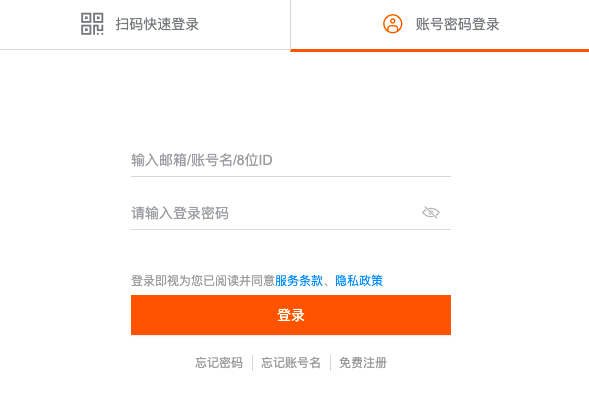 扫码快速登录
账号密码登录
输入邮箱/账号名/8位ID
请输入登录密码
登录即视为您已阅读并同意服务条款、隐私政策
登录
忘记密码 忘记账号名 免费注册